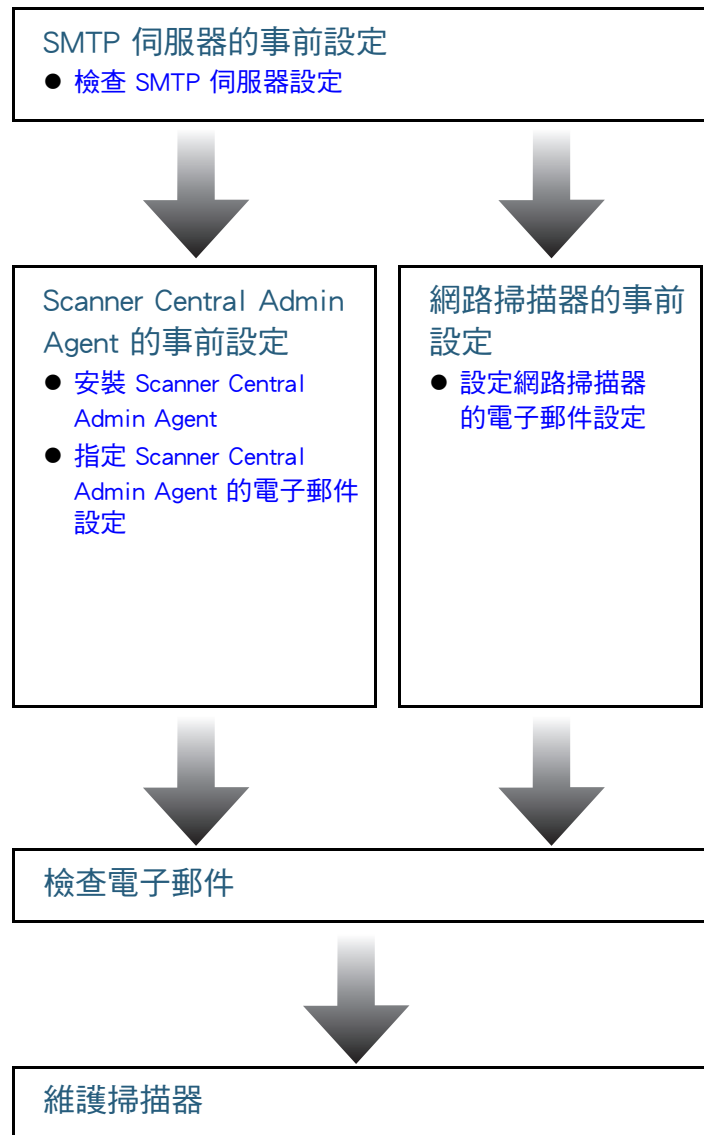 SMTP 伺服器的事前設定
● 檢查 SMTP 伺服器設定
Scanner Central Admin
Agent 的事前設定
● 安裝 Scanner Central
Admin Agent
● 指定 Scanner Central
Admin Agent 的電子郵件
設定
網路掃描器的事前
設定
● 設定網路掃描器
的電子郵件設定
檢查電子郵件
維護掃描器